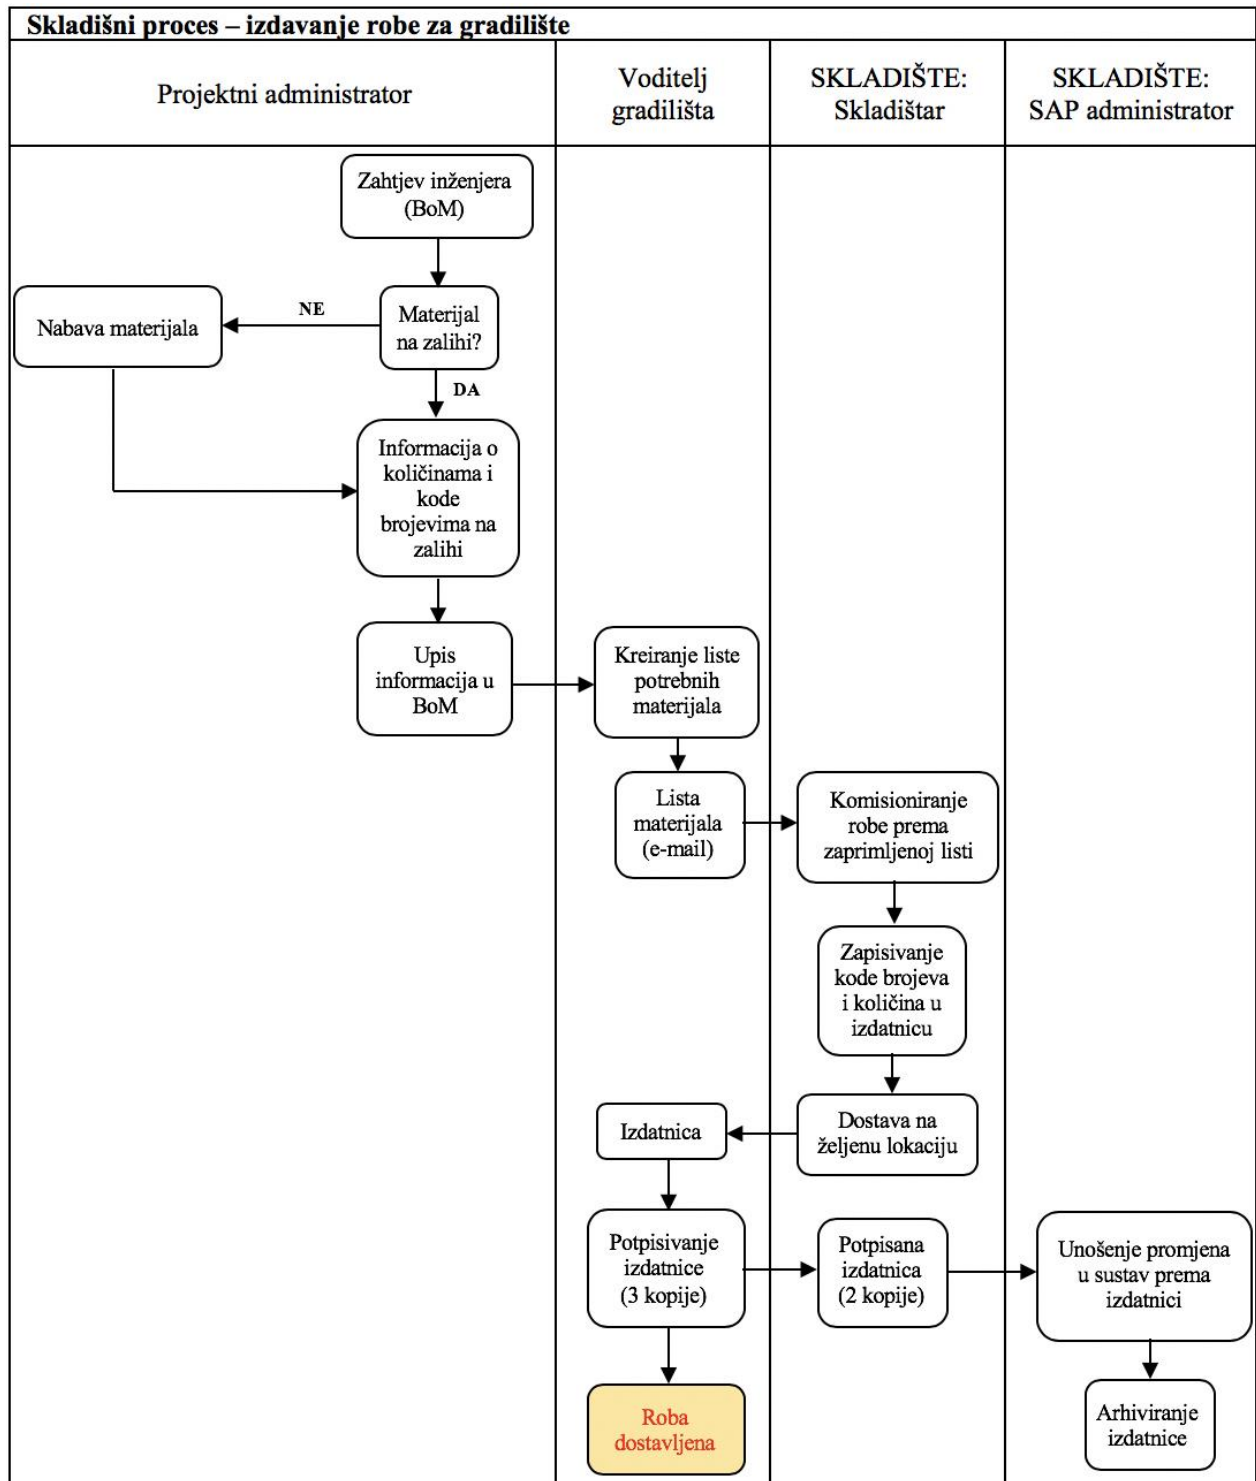 Skladišni proces – izdavanje robe za gradilište
Projektni administrator
Voditelj
gradilišta
SKLADIŠTE:
Skladištar
SKLADIŠTE:
SAP administrator
Zahtjev inženjera
(BoM)
Materijal
na zalihi?
NE
Nabava materijala
DA
Informacija o
količinama i
kode
brojevima na
zalihi
Upis
informacija u
BoM
Kreiranje liste
potrebnih
materijala
Lista
materijala
(e-mail)
Komisioniranje
robe prema
zaprimljenoj listi
Zapisivanje
kode brojeva
i količina u
izdatnicu
Dostava na
željenu lokaciju
Izdatnica
Potpisivanje
izdatnice
(3 kopije)
Potpisana
izdatnica
(2 kopije)
Unošenje promjena
u sustav prema
izdatnici
Roba
dostavljena
Arhiviranje
izdatnice